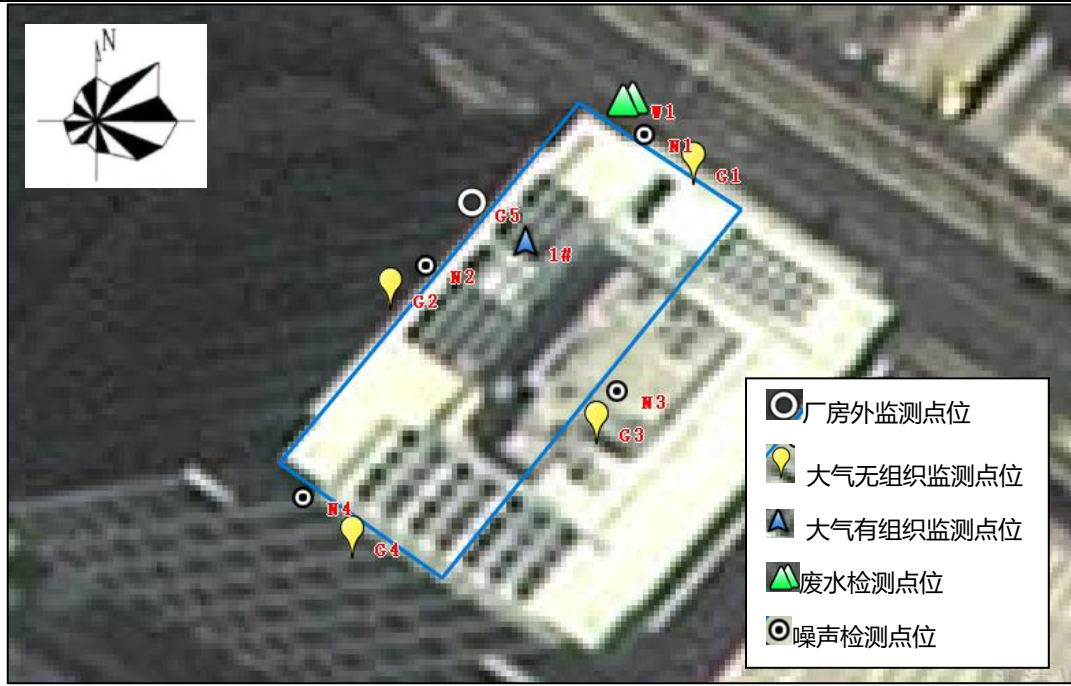 N
W1
N1
G1
G5
1#
N2
G2
N3
G3
N4
G4
厂房外监测点位
大气无组织监测点位
大气有组织监测点位
废水检测点位
噪声检测点位